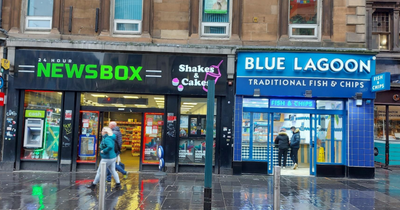 24 HOUR
NEWSBOX
Shakes
&
Cakes
BLUE LAGOON
TRADITIONAL FISH & CHIPS
FISH & CHIPS